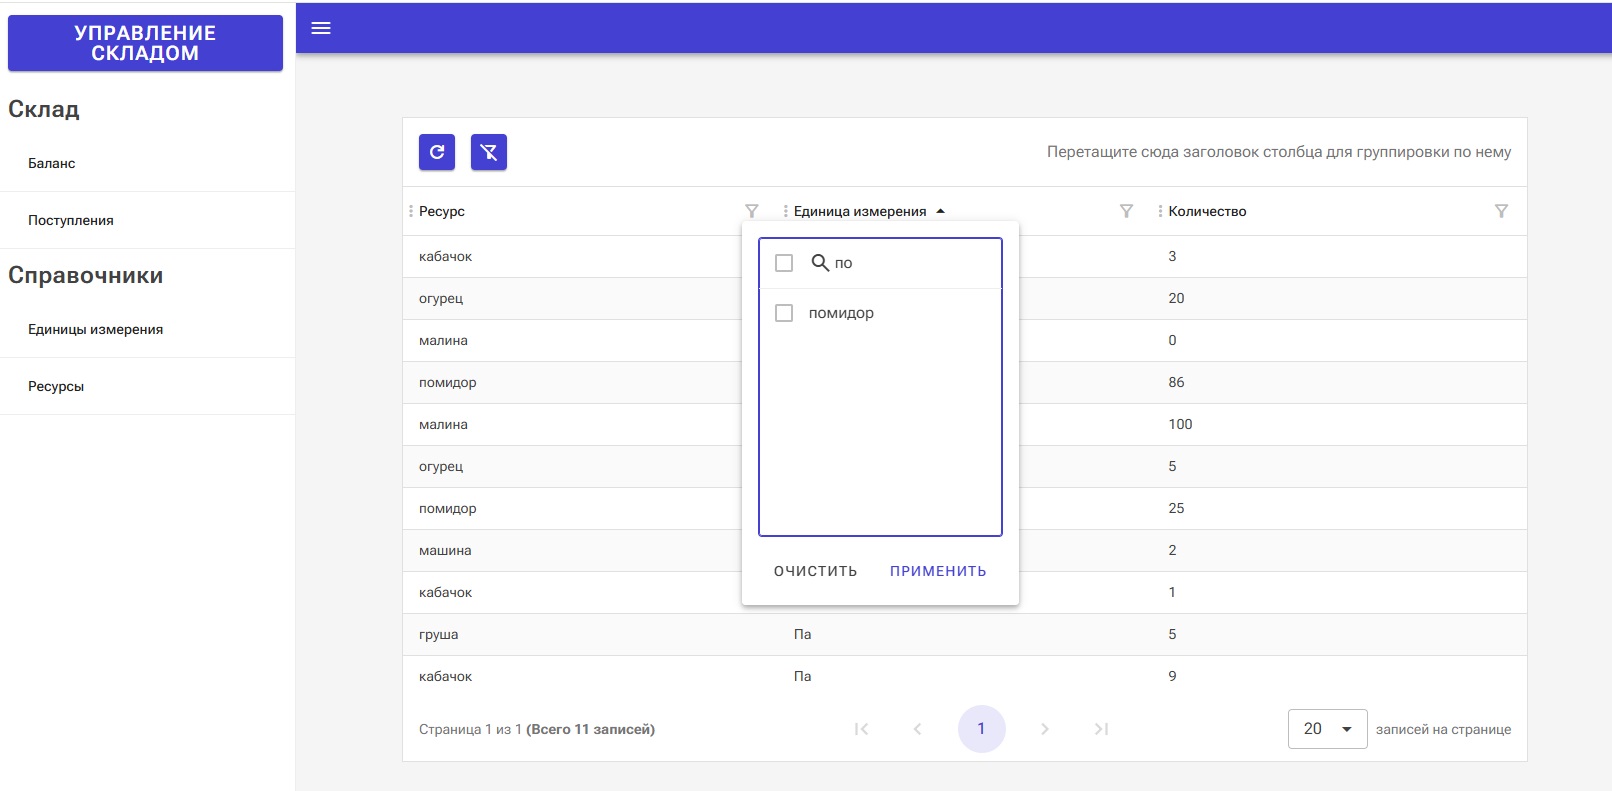 УПРАВЛЕНИЕ
СКЛАДОМ
Склад
Баланс
Поступления
Справочники
Единицы измерения
Ресурсы
Перетащите сюда заголовок столбца для группировки по нему
Ресурс Единица измерения Количество
кабачок 3
огурец 20
малина 0
помидор 86
малина 100
огурец 5
помидор 25
машина 2
кабачок 1
груша Па 5
кабачок Па 9
по
помидор
ОЧИСТИТЬ ПРИМЕНИТЬ
Страница 1 из 1 (Всего 11 записей) 1 20 записей на странице